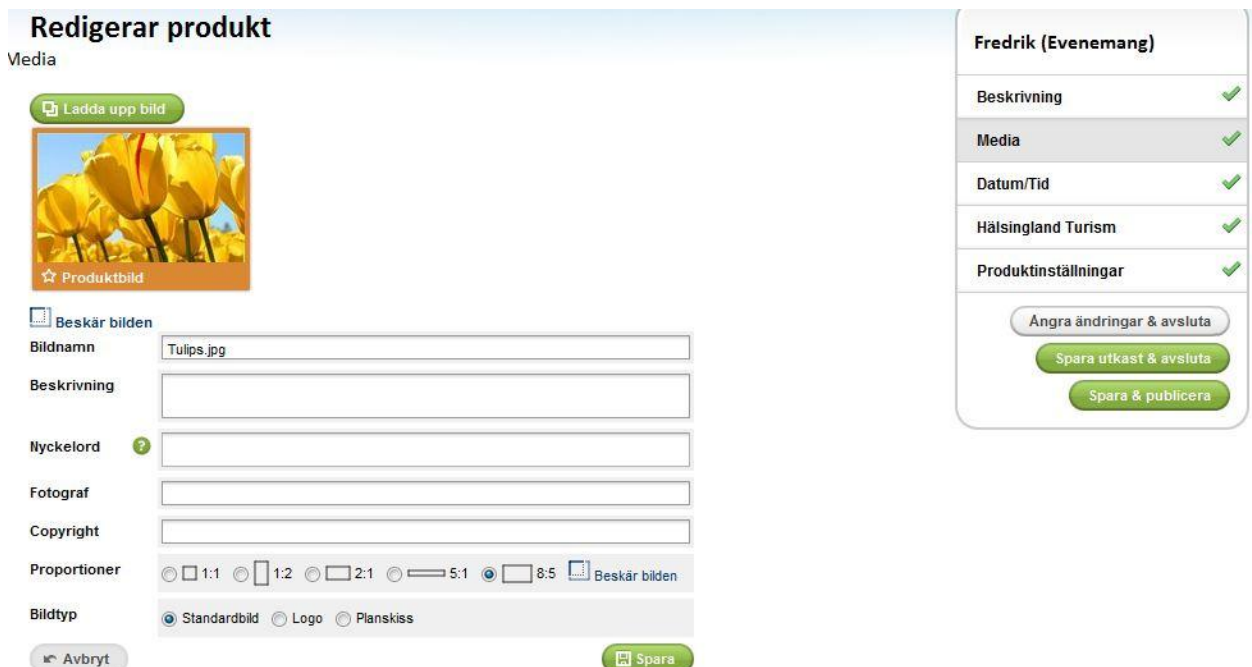 Redigerar produkt
Media
Ladda upp bild
Produktbild
Beskär bilden
Bildnamn Tulips.jpg
Beskrivning
Nyckelord ?
Fotograf
Copyright
Proportioner 1:1 1:2 2:1 5:1 8:5 Beskär bilden
Bildtyp Standardbild Logo Planskiss
Avbryt Spara
Fredrik (Evenemang)
Beskrivning
Media
Datum/Tid
Hälsingland Turism
Produktinställningar
Ångra ändringar & avsluta
Spara utkast & avsluta
Spara & publicera